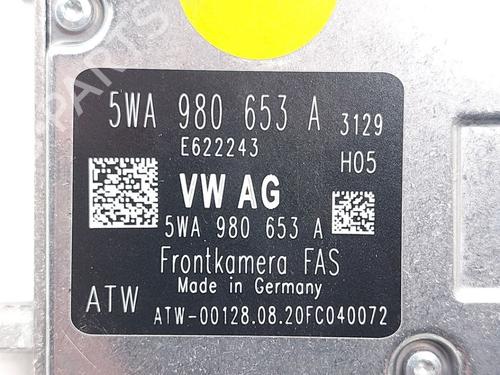 5WA 980 653 A 3129
E622243 H05
VW AG
5WA 980 653 A
Frontkamera FAS
Made in Germany
ATW
ATW-00128.08.20FC040072